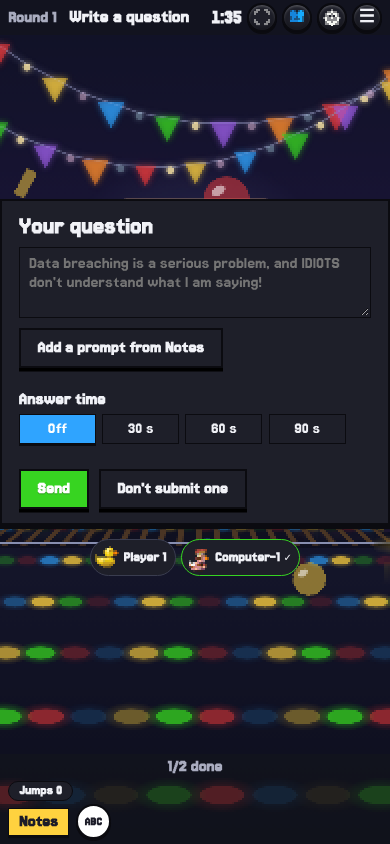 Round 1 Write a question 1:35
Your question
Data breaching is a serious problem, and IDIOTS
don't understand what I am saying!
Add a prompt from Notes
Answer time
Off 30 s 60 s 90 s
Send Don't submit one
Player 1 Computer-1 ✓
1/2 done
Jumps 0
Notes ABC